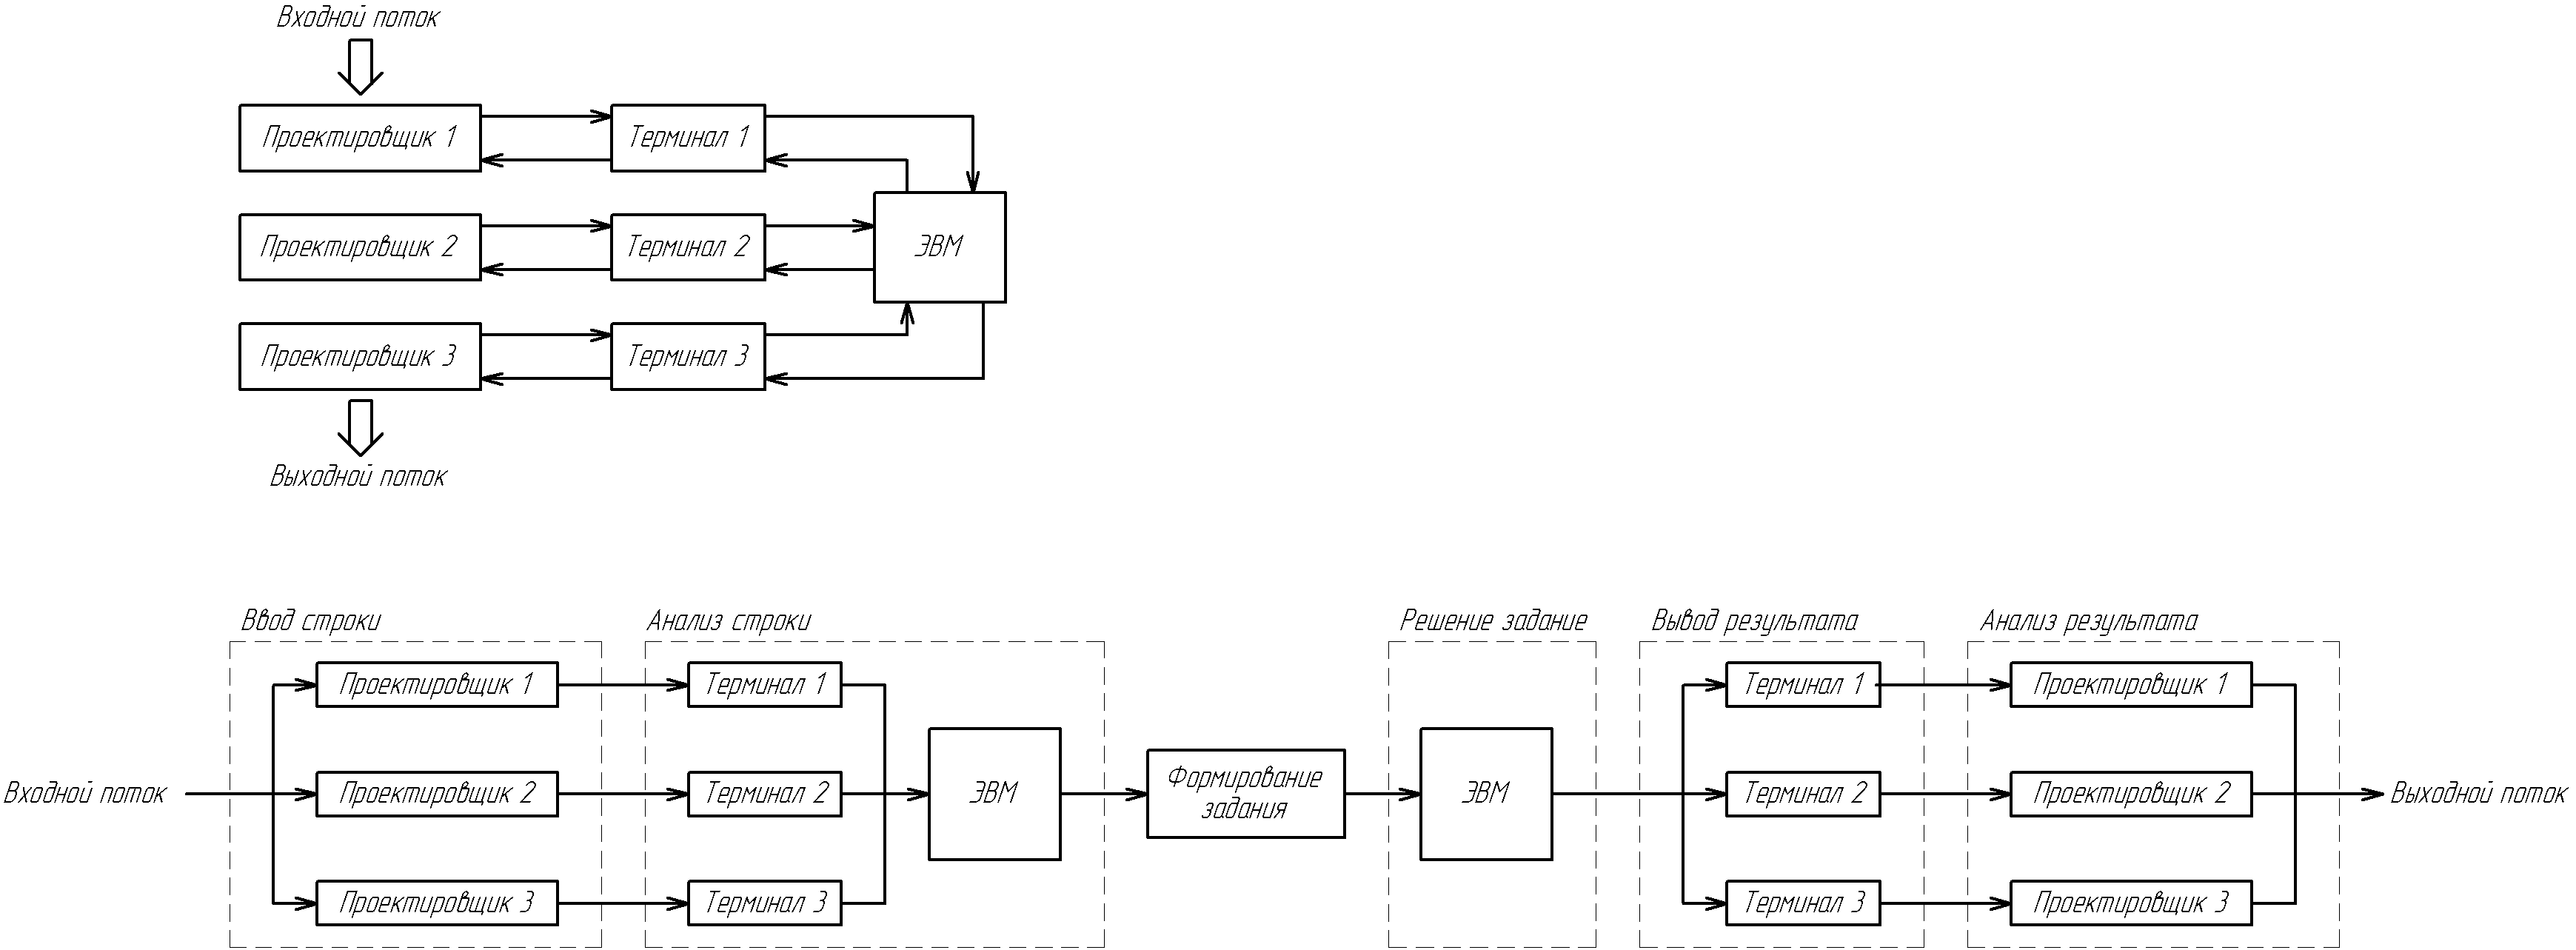 Входной поток
Проектировщик 1
Терминал 1
Проектировщик 2
Терминал 2
ЭВМ
Проектировщик 3
Терминал 3
Выходной поток
Ввод строки
Анализ строки
Решение задание
Вывод результата
Анализ результата
Проектировщик 1
Терминал 1
Терминал 1
Проектировщик 1
Входной поток
Проектировщик 2
Терминал 2
ЭВМ
Формирование
задания
ЭВМ
Терминал 2
Проектировщик 2
Выходной поток
Проектировщик 3
Терминал 3
Терминал 3
Проектировщик 3